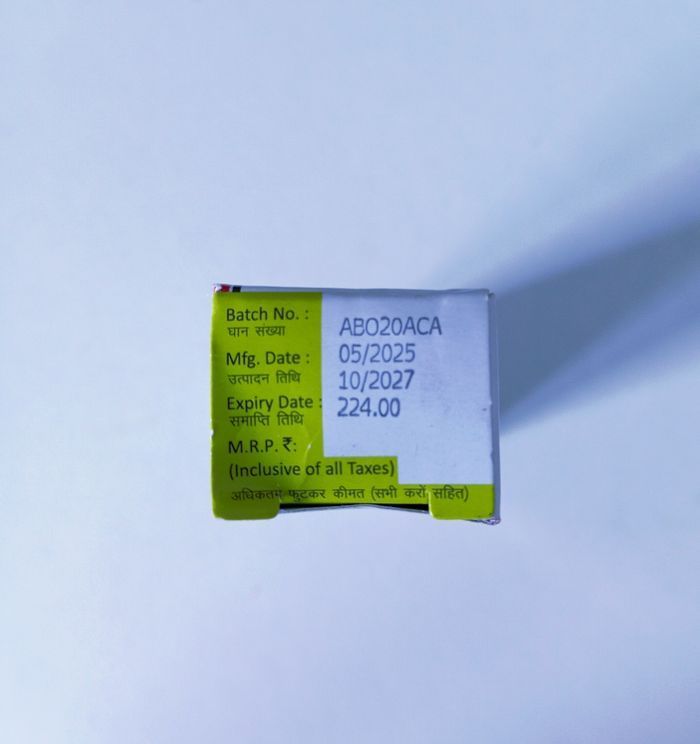 Batch No. :
घान संख्या
ABO20ACA
Mfg. Date :
उत्पादन तिथि
05/2025
Expiry Date :
समाप्ति तिथि
10/2027
M.R.P. ₹:
224.00
(Inclusive of all Taxes)
अधिकतम फुटकर कीमत (सभी करों सहित)